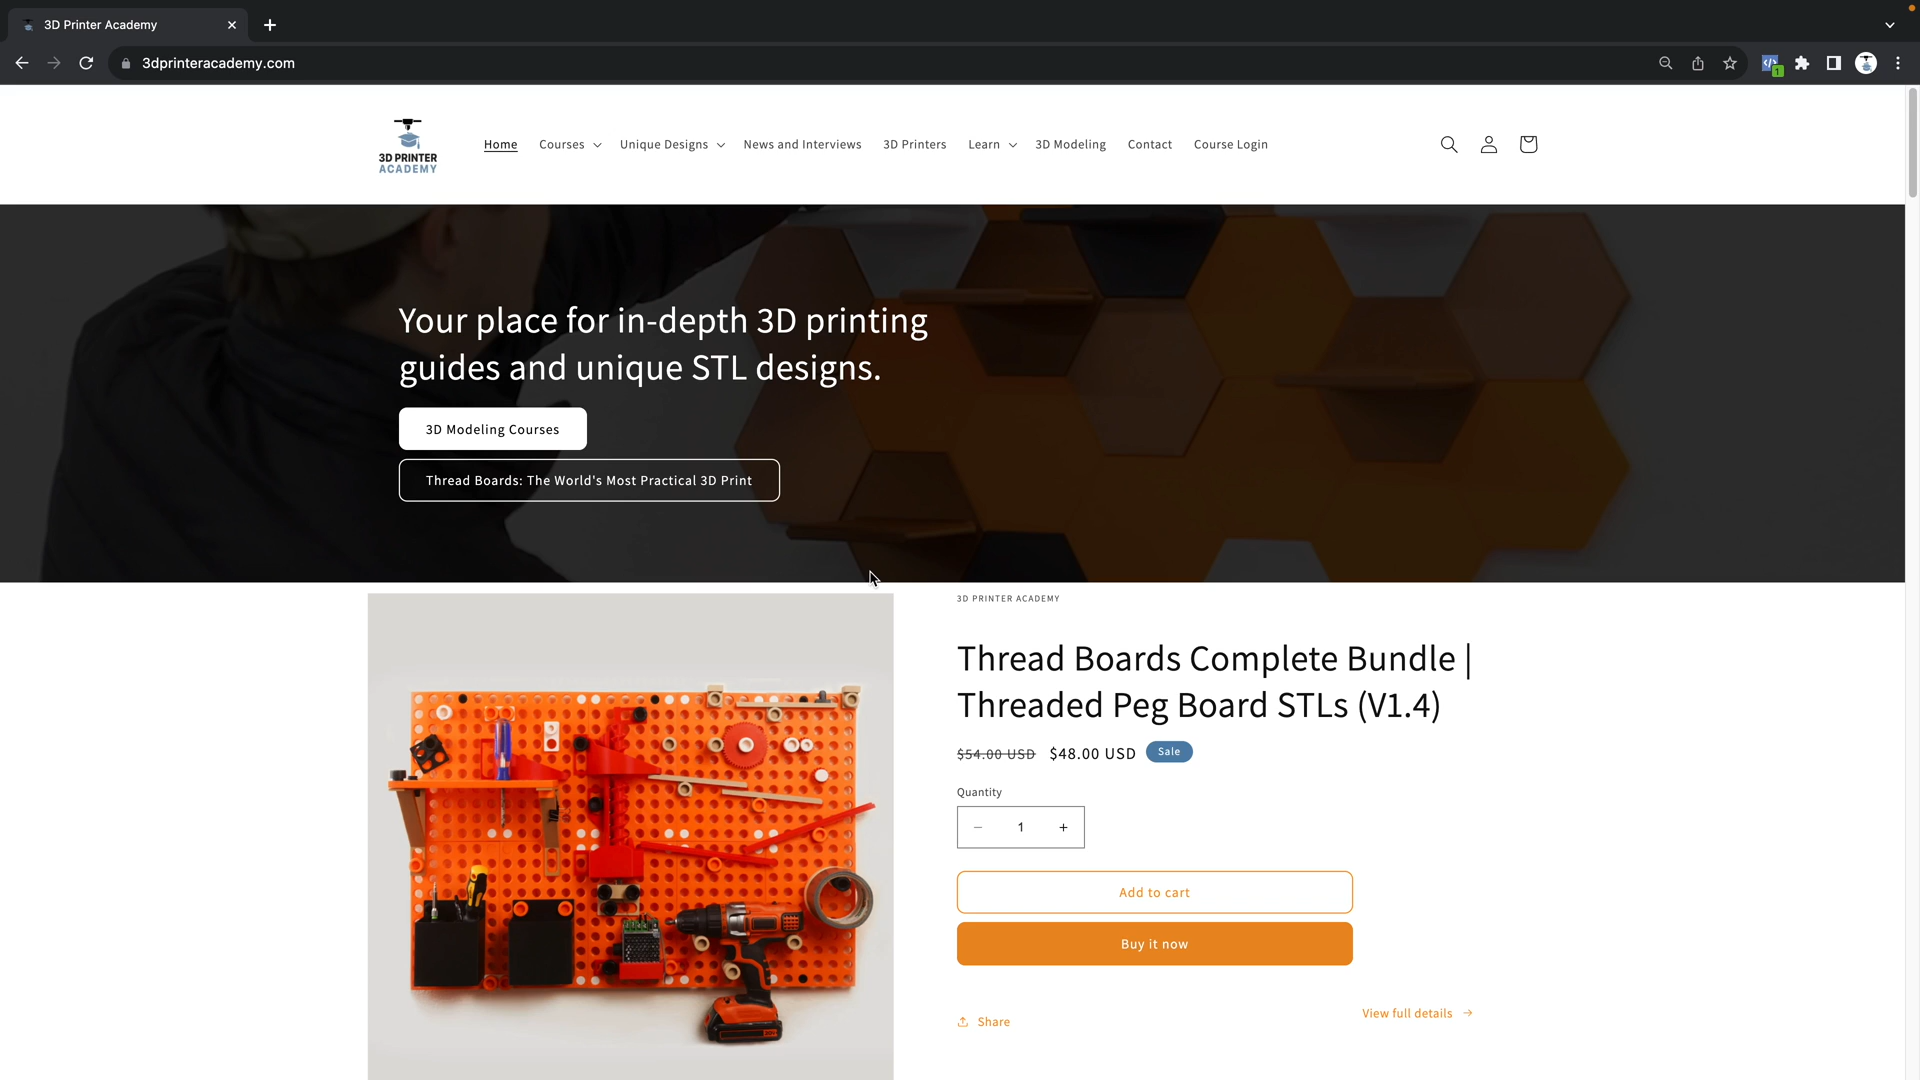 3D Printer Academy
3dprinteracademy.com
1
3D PRINTER
ACADEMY
Home
Courses
Unique Designs
News and Interviews
3D Printers
Learn
3D Modeling
Contact
Course Login
Your place for in-depth 3D printing
guides and unique STL designs.
3D Modeling Courses
Thread Boards: The World's Most Practical 3D Print
3D PRINTER ACADEMY
Thread Boards Complete Bundle |
Threaded Peg Board STLs (V1.4)
$54.00 USD $48.00 USD Sale
Quantity
− 1 +
Add to cart
Buy it now
Share
View full details →